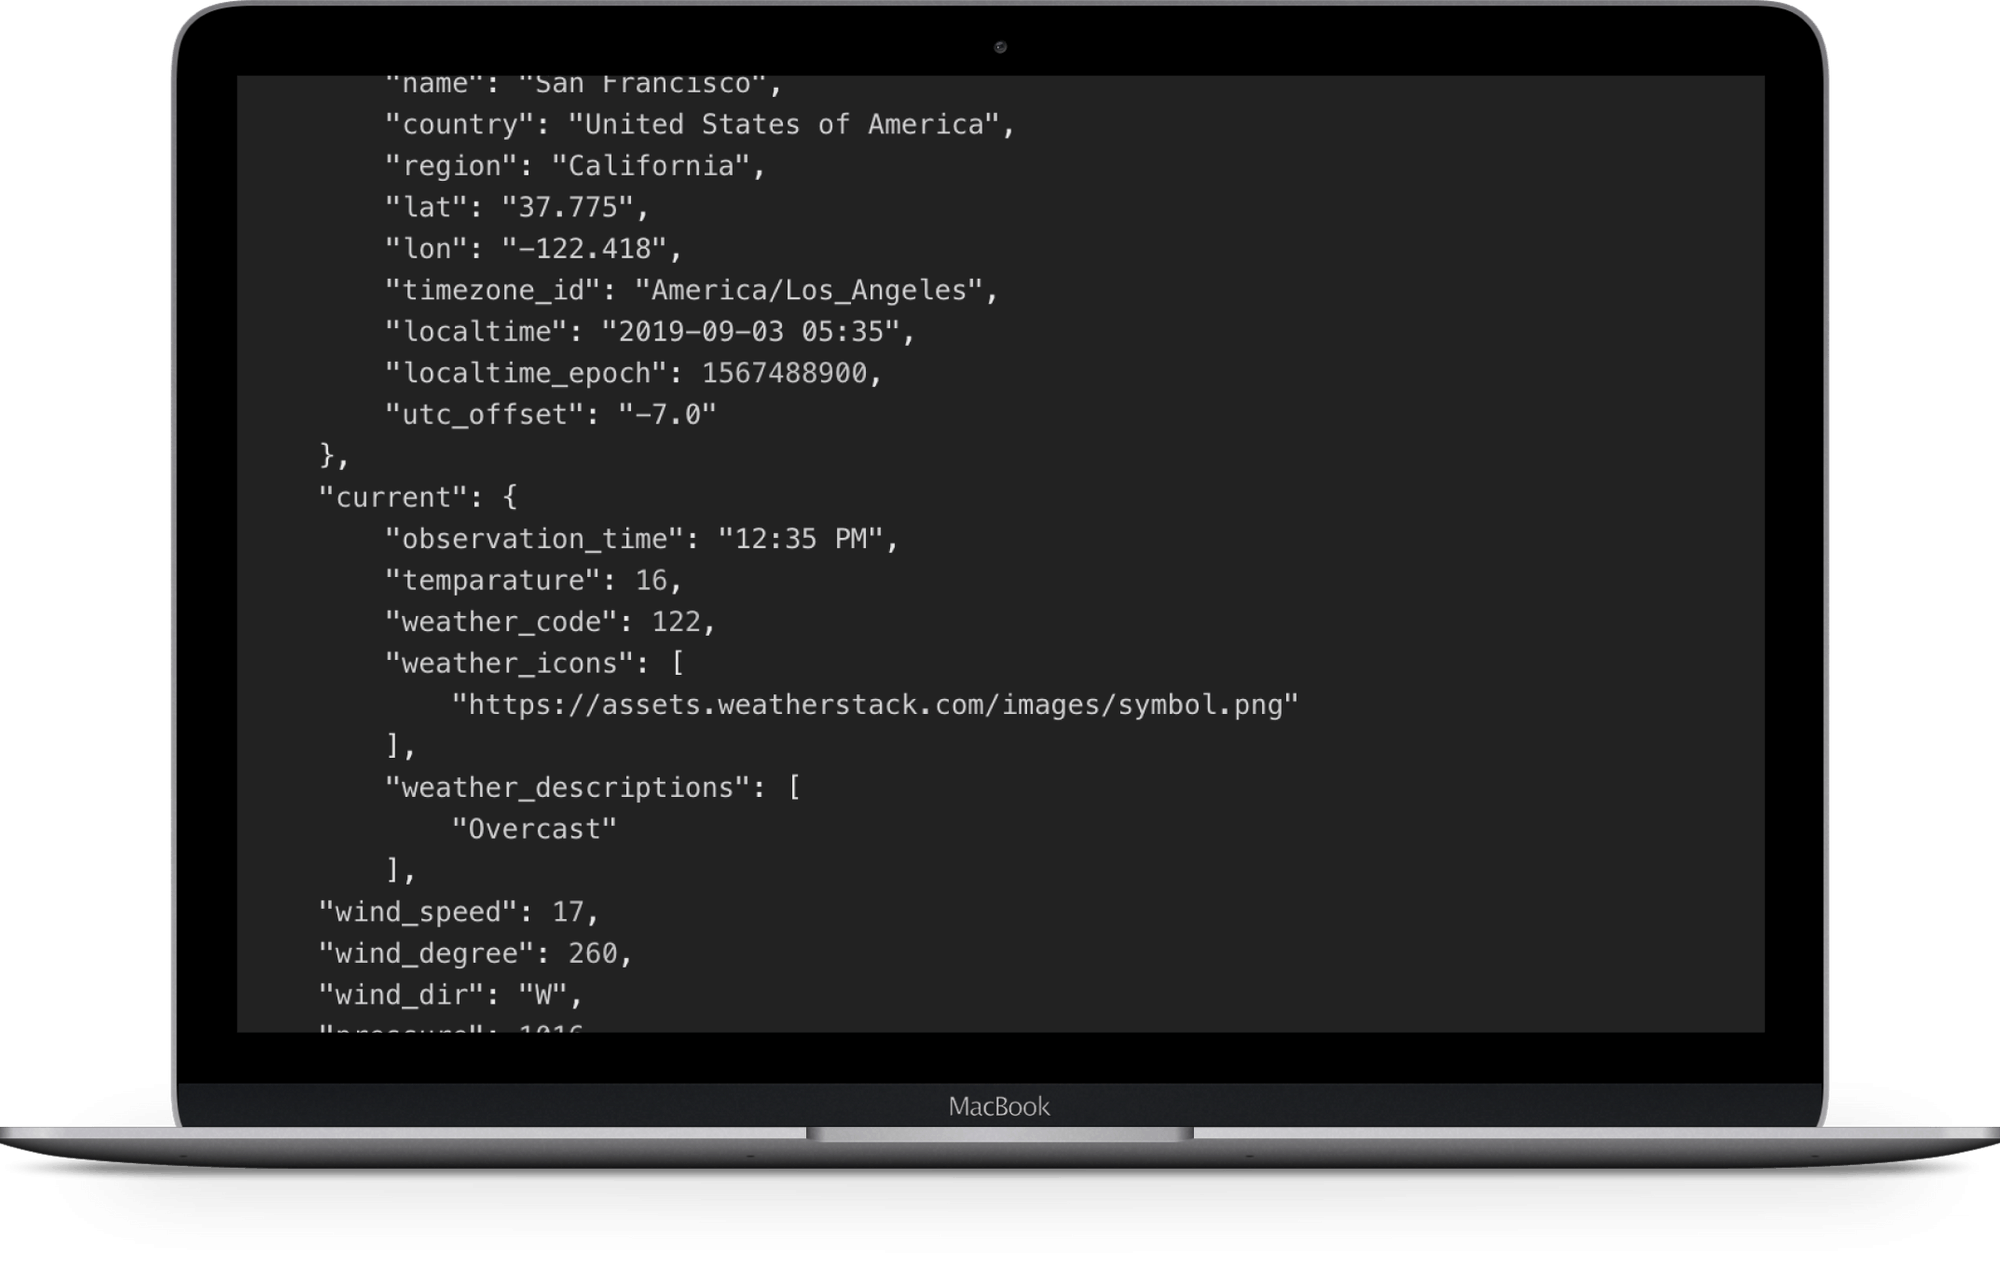 "name": "San Francisco",
"country": "United States of America",
"region": "California",
"lat": "37.775",
"lon": "-122.418",
"timezone_id": "America/Los_Angeles",
"localtime": "2019-09-03 05:35",
"localtime_epoch": 1567488900,
"utc_offset": "-7.0"
},
"current": {
"observation_time": "12:35 PM",
"temparature": 16,
"weather_code": 122,
"weather_icons": [
"https://assets.weatherstack.com/images/symbol.png"
],
"weather_descriptions": [
"Overcast"
],
"wind_speed": 17,
"wind_degree": 260,
"wind_dir": "W",
"pressure": 1016
MacBook